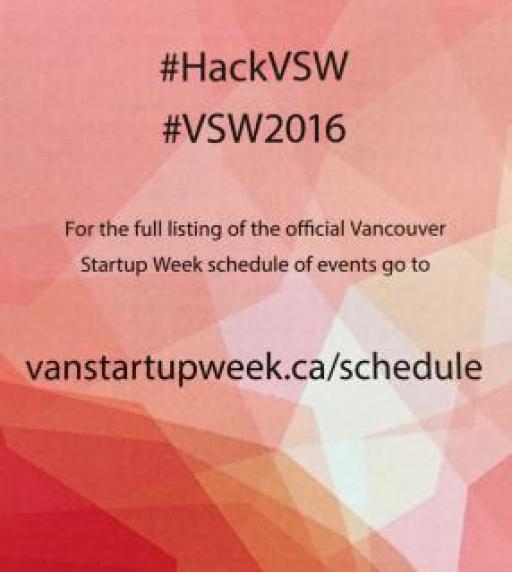 #HackVSW
#VSW2016
For the full listing of the official Vancouver
Startup Week schedule of events go to
vanstartupweek.ca/schedule